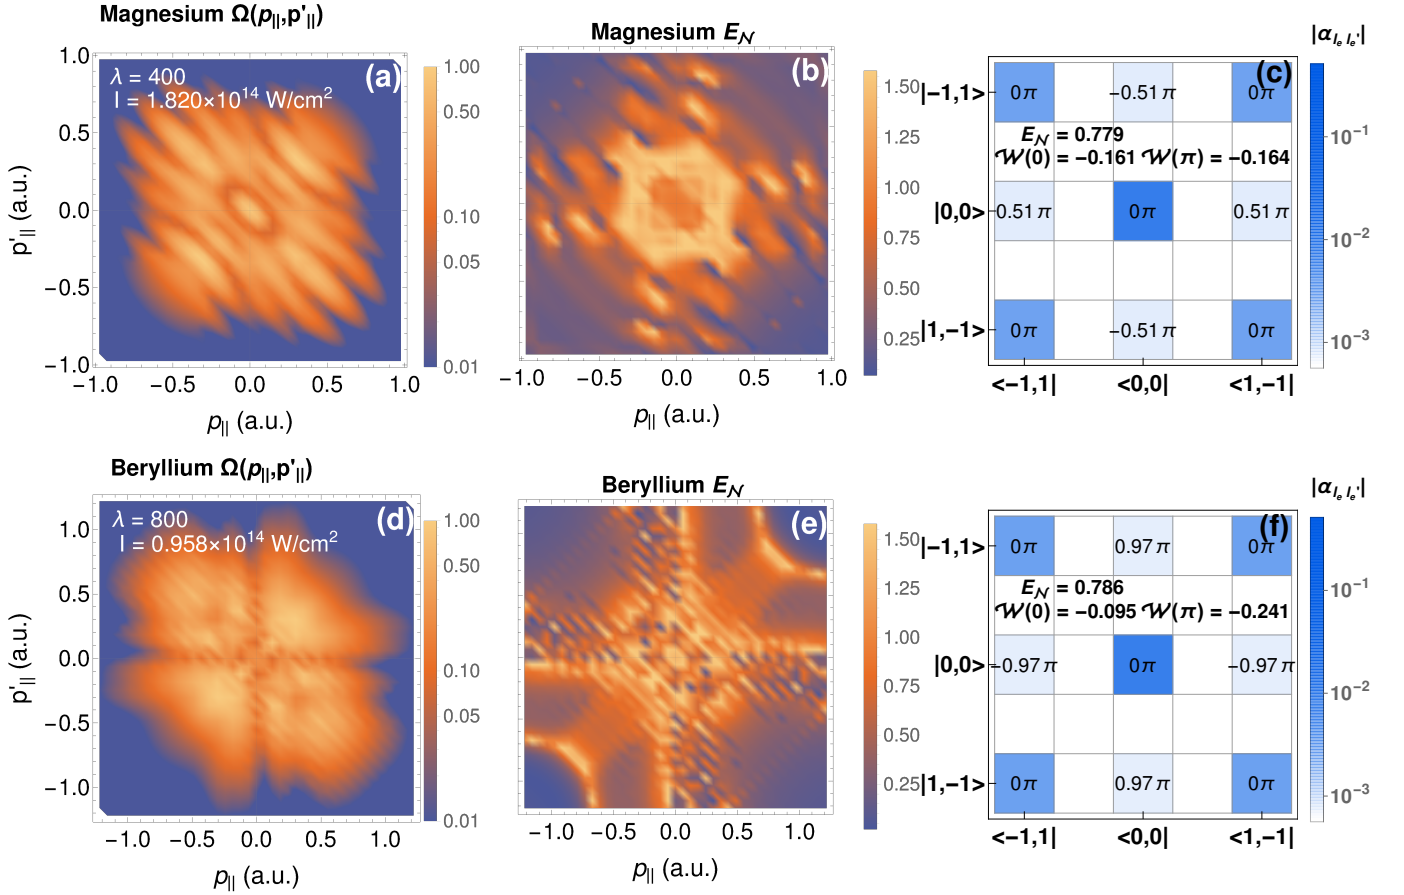 Magnesium Ω(p||,p'||)
(a)
λ = 400
I = 1.820×10^14 W/cm^2
1.0
0.5
0.0
−0.5
−1.0
p'|| (a.u.)
−1.0 −0.5 0.0 0.5 1.0
p|| (a.u.)
1.00
0.50
0.10
0.05
0.01
Magnesium E𝒩
(b)
−1.0 −0.5 0.0 0.5 1.0
p|| (a.u.)
1.50
1.25
1.00
0.75
0.50
0.25
(c)
|α_{l_e l_e'}|
|−1,1> 0π −0.51π 0π
E𝒩 = 0.779
𝒲(0) = −0.161 𝒲(π) = −0.164
|0,0> 0.51π 0π 0.51π
|1,−1> 0π −0.51π 0π
<−1,1| <0,0| <1,−1|
10^−1
10^−2
10^−3
Beryllium Ω(p||,p'||)
(d)
λ = 800
I = 0.958×10^14 W/cm^2
1.0
0.5
0.0
−0.5
−1.0
p'|| (a.u.)
−1.0 −0.5 0.0 0.5 1.0
p|| (a.u.)
1.00
0.50
0.10
0.05
0.01
Beryllium E𝒩
(e)
−1.0 −0.5 0.0 0.5 1.0
p|| (a.u.)
1.50
1.25
1.00
0.75
0.50
0.25
(f)
|α_{l_e l_e'}|
|−1,1> 0π 0.97π 0π
E𝒩 = 0.786
𝒲(0) = −0.095 𝒲(π) = −0.241
|0,0> −0.97π 0π −0.97π
|1,−1> 0π 0.97π 0π
<−1,1| <0,0| <1,−1|
10^−1
10^−2
10^−3